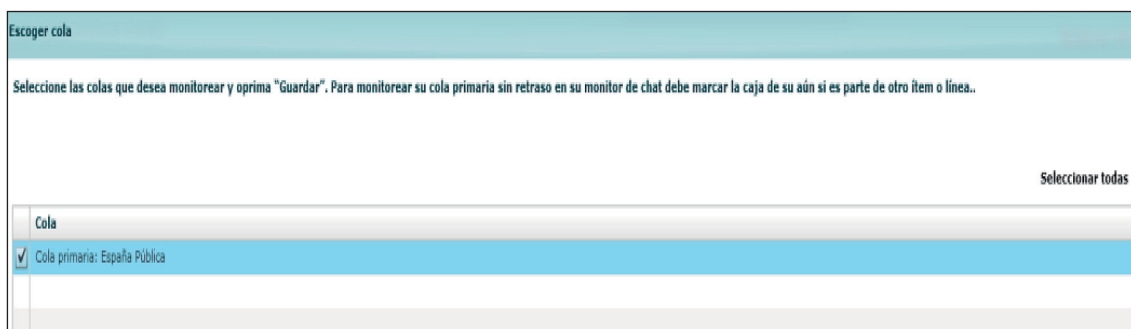 Escoger cola
Seleccione las colas que desea monitorear y oprima "Guardar". Para monitorear su cola primaria sin retraso en su monitor de chat debe marcar la caja de su aún si es parte de otro ítem o línea..
Seleccionar todas
Cola
Cola primaria: España Pública